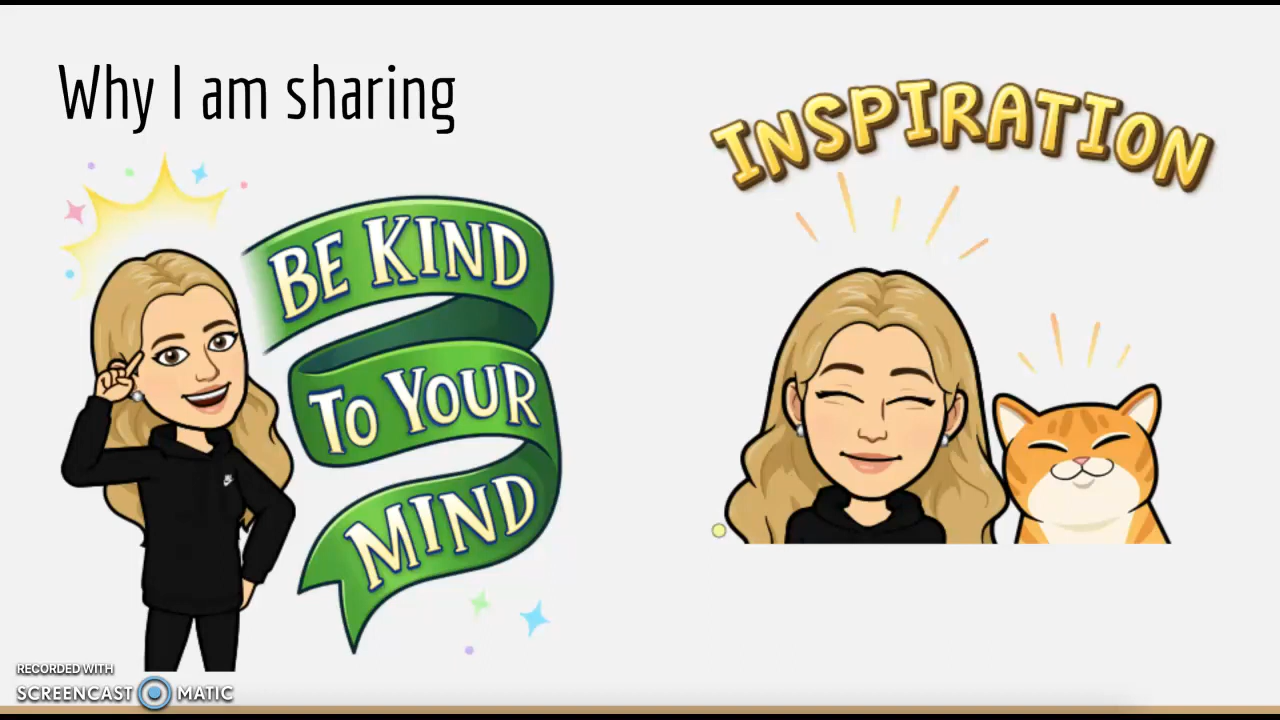 Why I am sharing
INSPIRATION
BE KIND
TO YOUR
MIND
RECORDED WITH
SCREENCAST MATIC